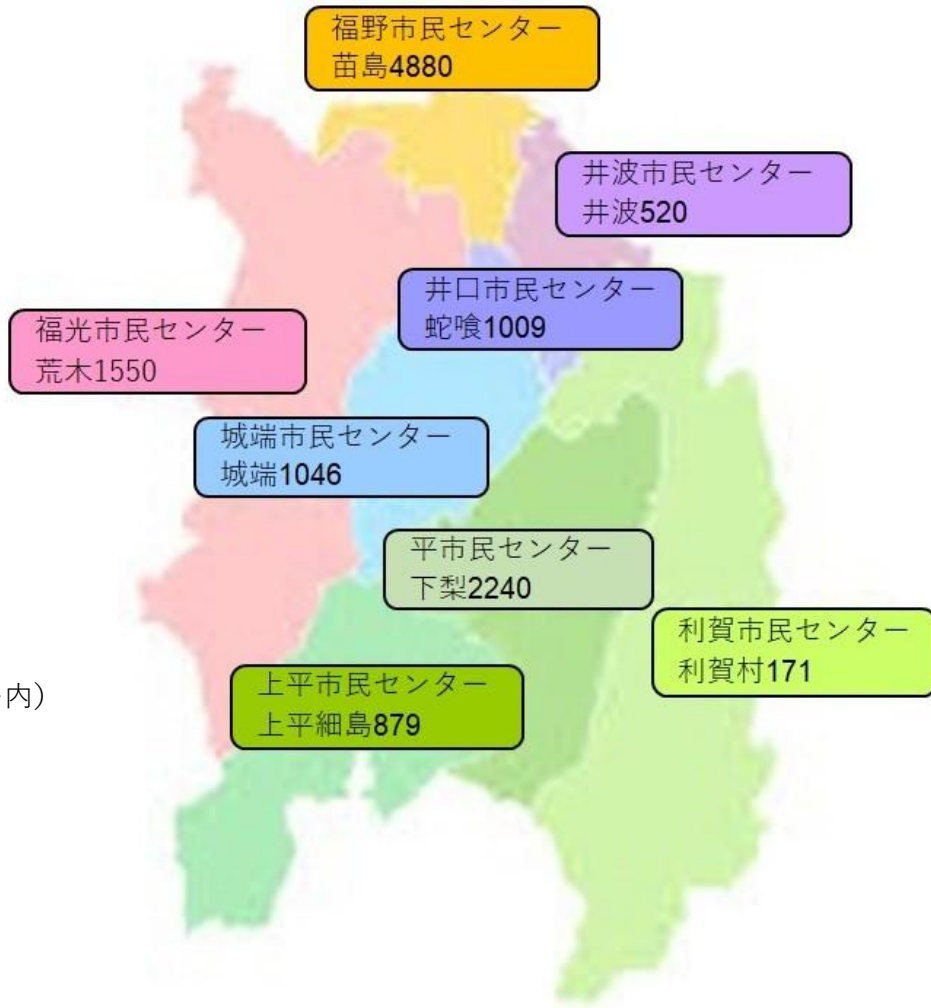 福野市民センター
苗島4880
井波市民センター
井波520
井口市民センター
蛇喰1009
福光市民センター
荒木1550
城端市民センター
城端1046
平市民センター
下梨2240
利賀市民センター
利賀村171
上平市民センター
上平細島879
内）